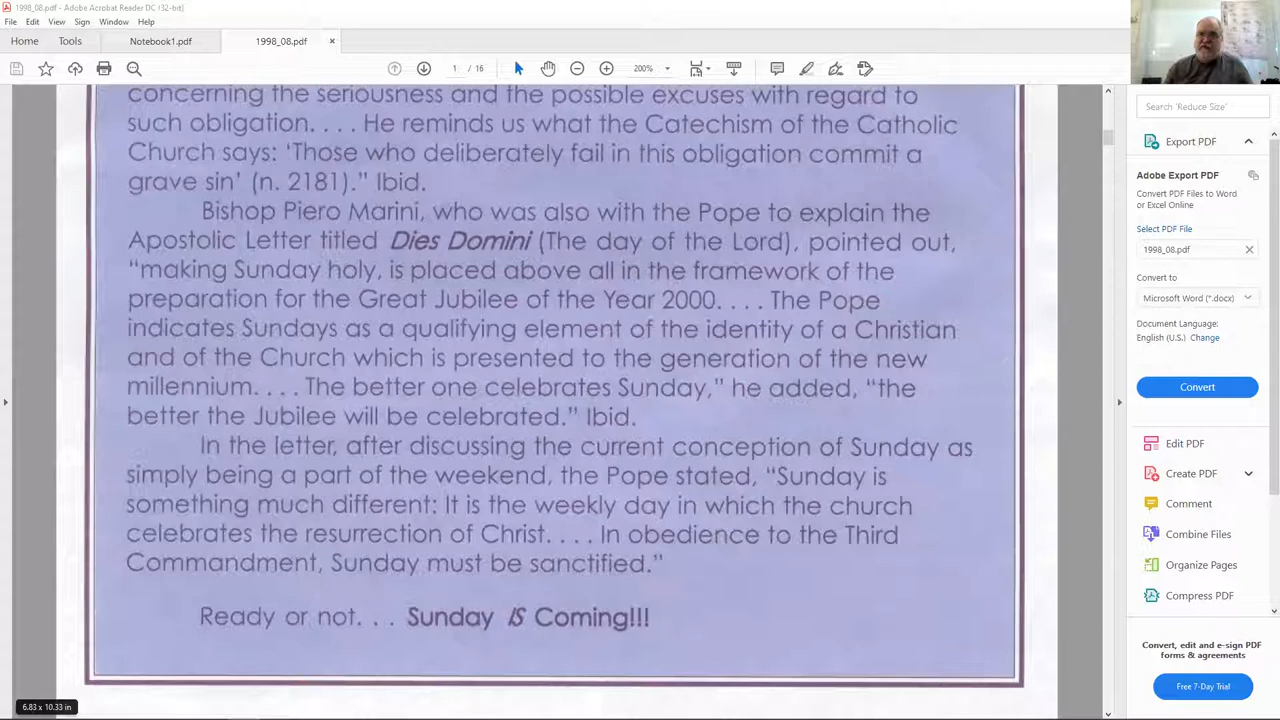 1998_08.pdf - Adobe Acrobat Reader DC (32-bit)
File Edit View Sign Window Help
Home Tools Notebook1.pdf 1998_08.pdf ×
1 / 16 200%
concerning the seriousness and the possible excuses with regard to
such obligation. . . . He reminds us what the Catechism of the Catholic
Church says: ‘Those who deliberately fail in this obligation commit a
grave sin’ (n. 2181).” Ibid.
Bishop Piero Marini, who was also with the Pope to explain the
Apostolic Letter titled Dies Domini (The day of the Lord), pointed out,
“making Sunday holy, is placed above all in the framework of the
preparation for the Great Jubilee of the Year 2000. . . . The Pope
indicates Sundays as a qualifying element of the identity of a Christian
and of the Church which is presented to the generation of the new
millennium. . . . The better one celebrates Sunday,” he added, “the
better the Jubilee will be celebrated.” Ibid.
In the letter, after discussing the current conception of Sunday as
simply being a part of the weekend, the Pope stated, “Sunday is
something much different: It is the weekly day in which the church
celebrates the resurrection of Christ. . . . In obedience to the Third
Commandment, Sunday must be sanctified.”
Ready or not. . . Sunday IS Coming!!!
6.83 x 10.33 in
Search 'Reduce Size'
Export PDF
Adobe Export PDF
Convert PDF Files to Word
or Excel Online
Select PDF File
1998_08.pdf
Convert to
Microsoft Word (*.docx)
Document Language:
English (U.S.) Change
Convert
Edit PDF
Create PDF
Comment
Combine Files
Organize Pages
Compress PDF
Convert, edit and e-sign PDF
forms & agreements
Free 7-Day Trial